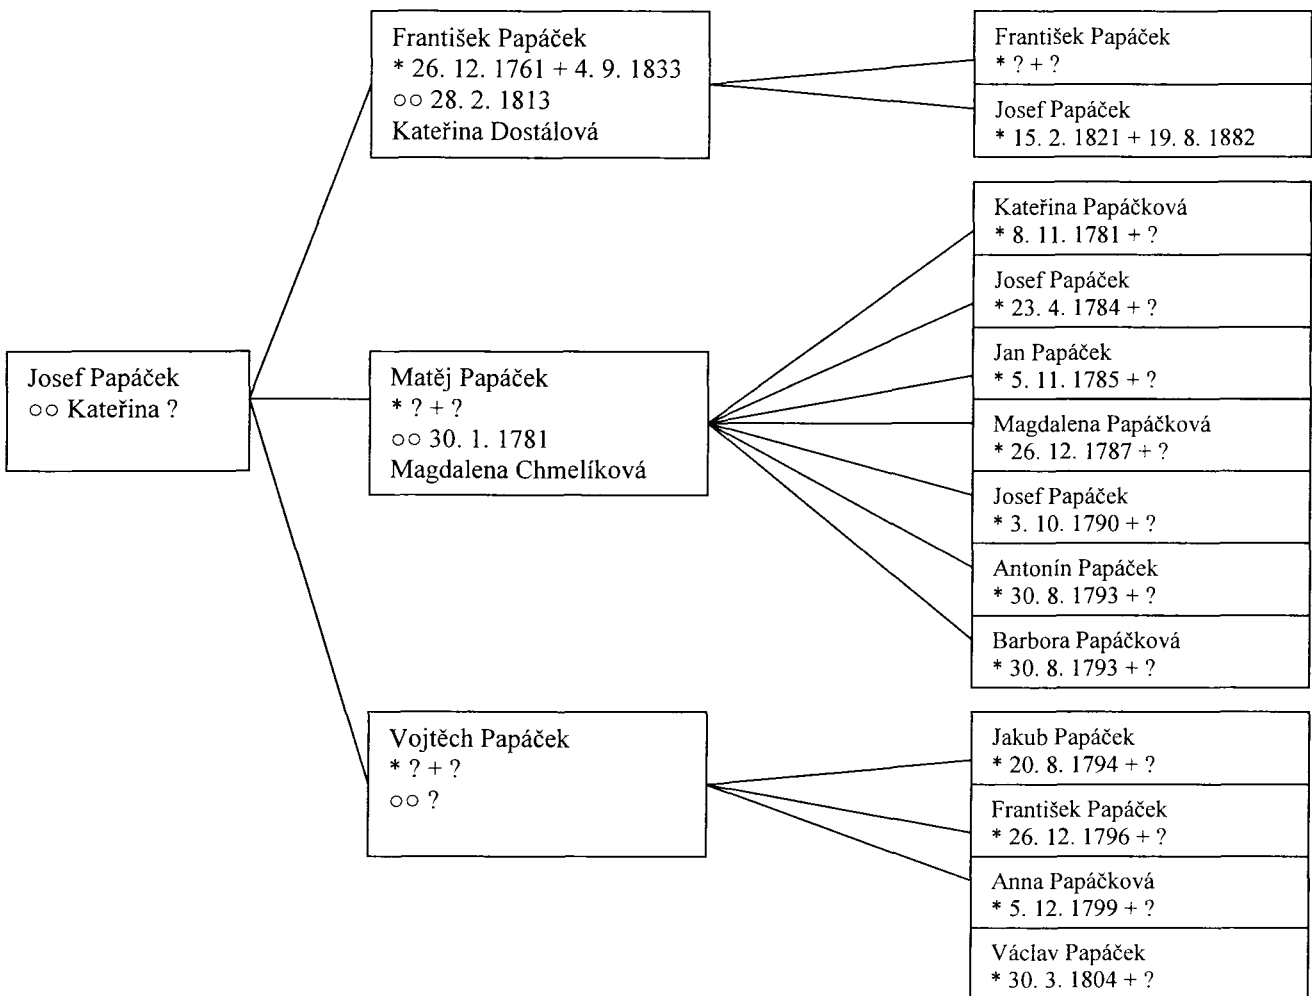 Josef Papáček
○○ Kateřina ?
František Papáček
* 26. 12. 1761 + 4. 9. 1833
○○ 28. 2. 1813
Kateřina Dostálová
Matěj Papáček
* ? + ?
○○ 30. 1. 1781
Magdalena Chmelíková
Vojtěch Papáček
* ? + ?
○○ ?
František Papáček
* ? + ?
Josef Papáček
* 15. 2. 1821 + 19. 8. 1882
Kateřina Papáčková
* 8. 11. 1781 + ?
Josef Papáček
* 23. 4. 1784 + ?
Jan Papáček
* 5. 11. 1785 + ?
Magdalena Papáčková
* 26. 12. 1787 + ?
Josef Papáček
* 3. 10. 1790 + ?
Antonín Papáček
* 30. 8. 1793 + ?
Barbora Papáčková
* 30. 8. 1793 + ?
Jakub Papáček
* 20. 8. 1794 + ?
František Papáček
* 26. 12. 1796 + ?
Anna Papáčková
* 5. 12. 1799 + ?
Václav Papáček
* 30. 3. 1804 + ?